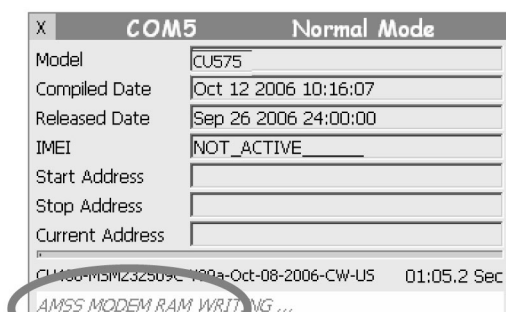 X COM5 Normal Mode
Model CU575
Compiled Date Oct 12 2006 10:16:07
Released Date Sep 26 2006 24:00:00
IMEI NOT_ACTIVE______
Start Address
Stop Address
Current Address
01:05.2 Sec
AMSS MODEM RAM WRITING ...